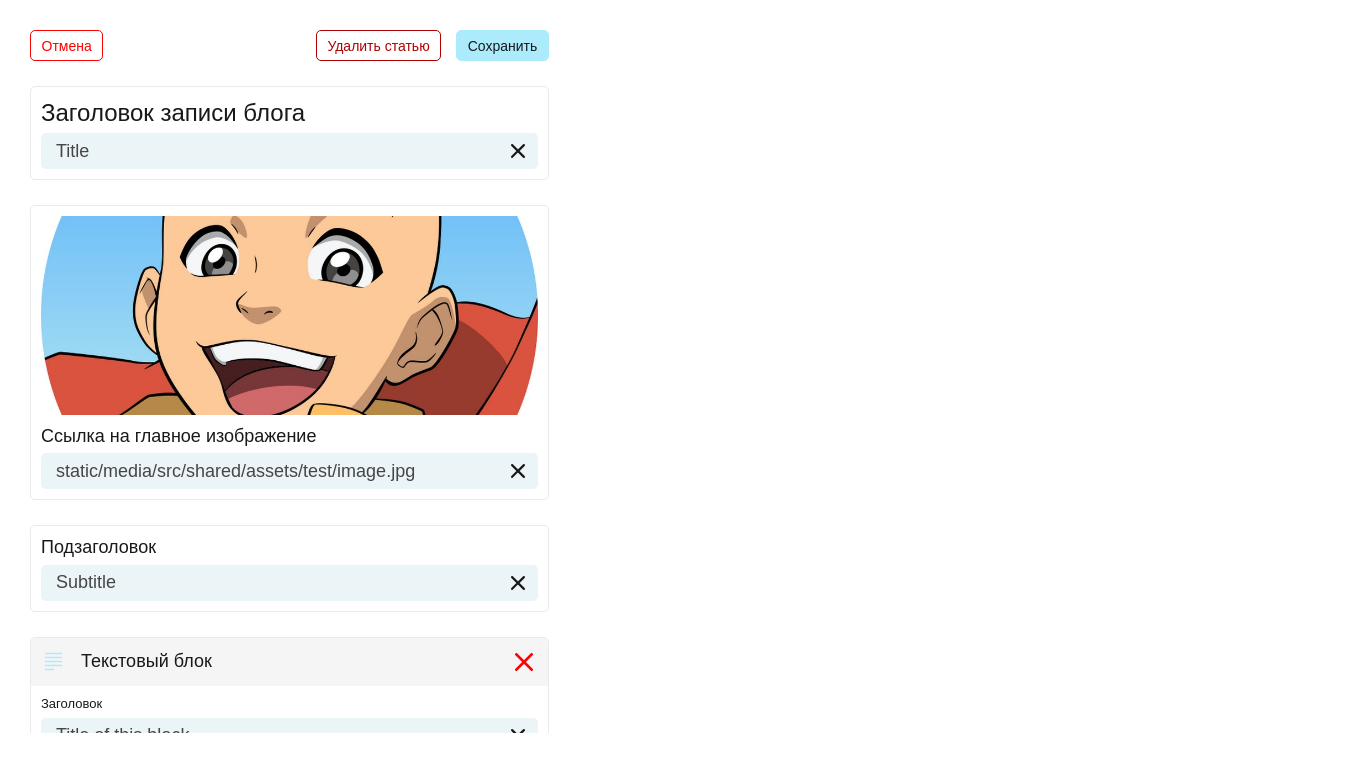 Отмена
Удалить статью
Сохранить
Заголовок записи блога
Title
Ссылка на главное изображение
static/media/src/shared/assets/test/image.jpg
Подзаголовок
Subtitle
Текстовый блок
Заголовок
Title of this block